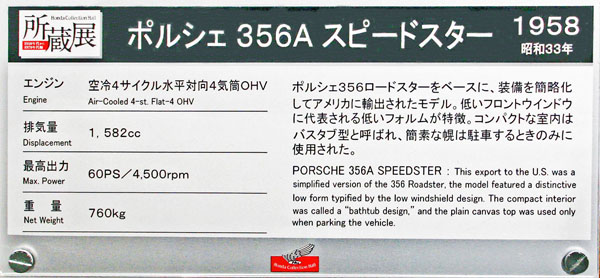 Honda Collection Hall
所蔵展
ポルシェ 356A スピードスター
1958
昭和33年
エンジン 空冷4サイクル水平対向4気筒OHV
Engine Air-Cooled 4-st. Flat-4 OHV
排気量 1,582cc
Displacement
最高出力 60PS/4,500rpm
Max. Power
重 量 760kg
Net Weight
ポルシェ356ロードスターをベースに、装備を簡略化
してアメリカに輸出されたモデル。低いフロントウインドウ
に代表される低いフォルムが特徴。コンパクトな室内は
バスタブ型と呼ばれ、簡素な幌は駐車するときのみに
使用された。
PORSCHE 356A SPEEDSTER : This export to the U.S. was a
simplified version of the 356 Roadster, the model featured a distinctive
low form typified by the low windshield design. The compact interior
was called a "bathtub design," and the plain canvas top was used only
when parking the vehicle.
Honda Collection Hall